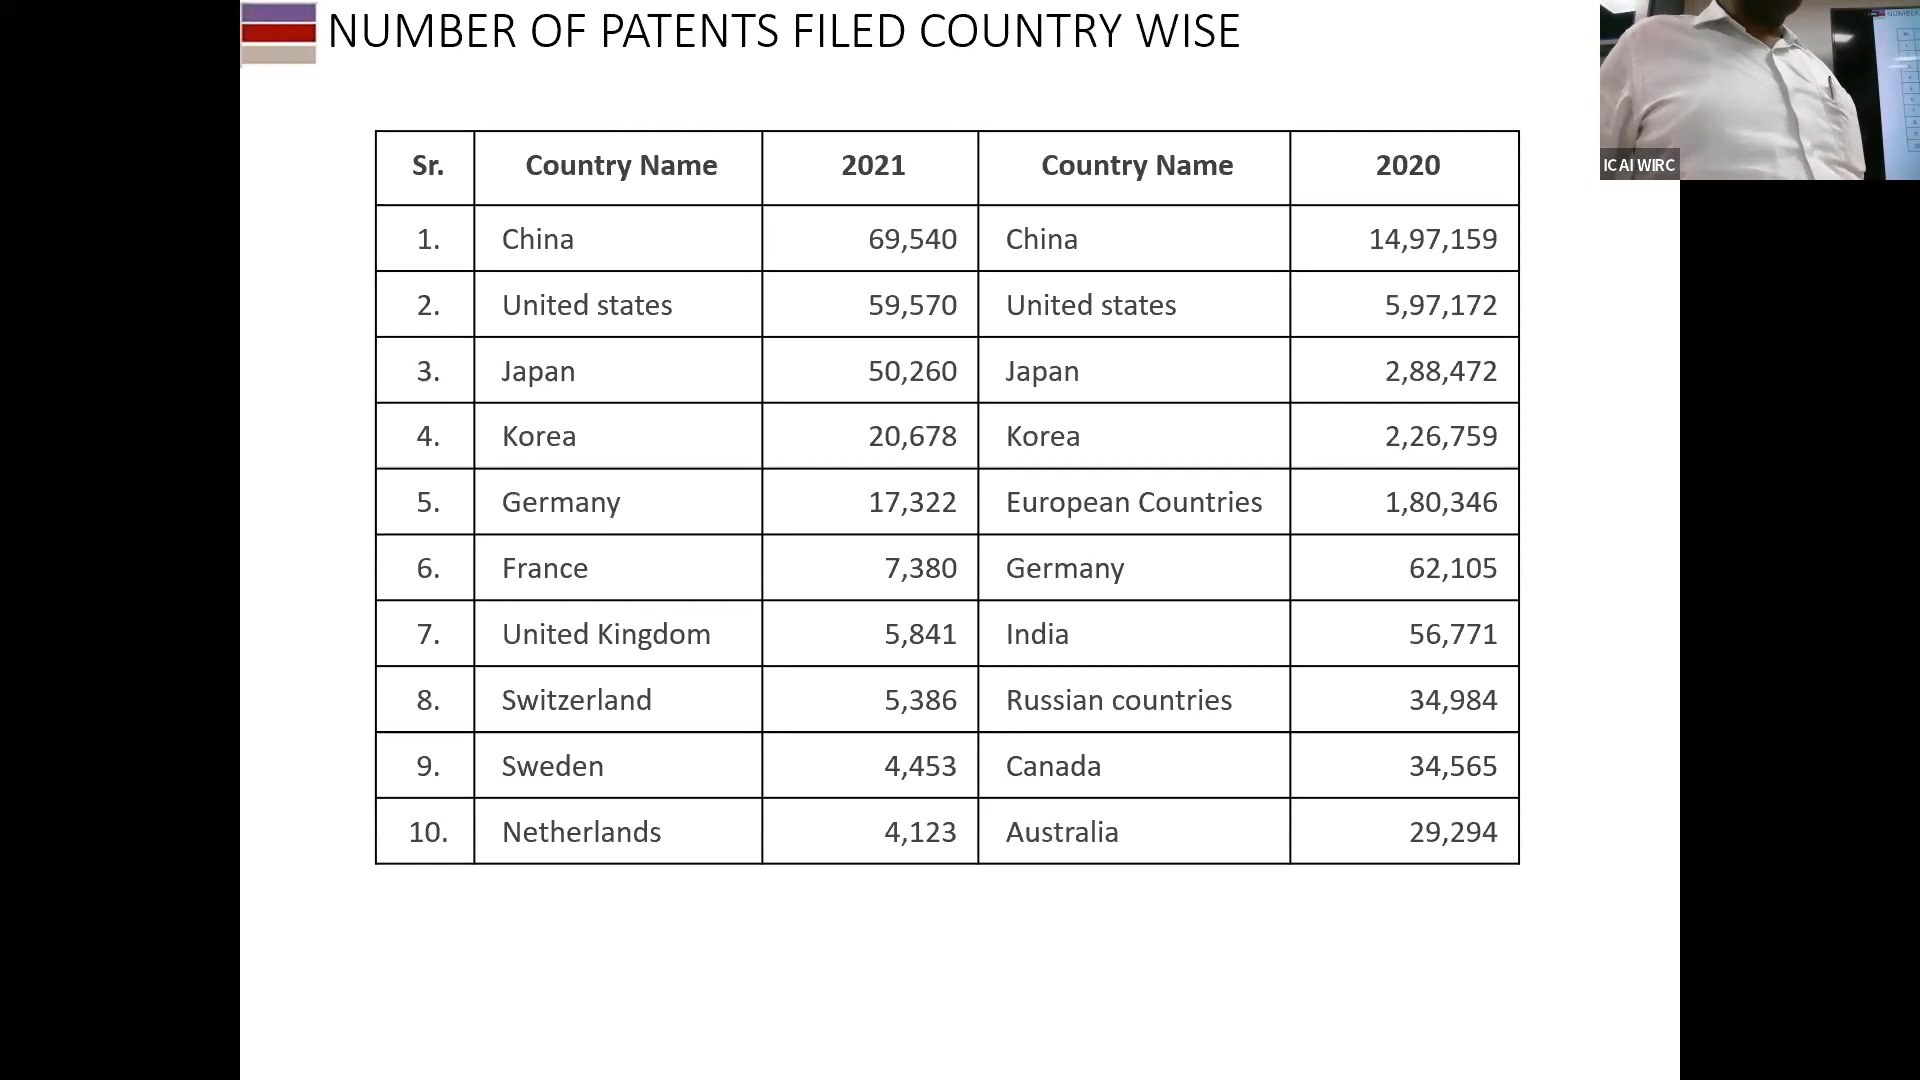 NUMBER OF PATENTS FILED COUNTRY WISE
Sr. Country Name 2021 Country Name 2020
1. China 69,540 China 14,97,159
2. United states 59,570 United states 5,97,172
3. Japan 50,260 Japan 2,88,472
4. Korea 20,678 Korea 2,26,759
5. Germany 17,322 European Countries 1,80,346
6. France 7,380 Germany 62,105
7. United Kingdom 5,841 India 56,771
8. Switzerland 5,386 Russian countries 34,984
9. Sweden 4,453 Canada 34,565
10. Netherlands 4,123 Australia 29,294
ICAI WIRC